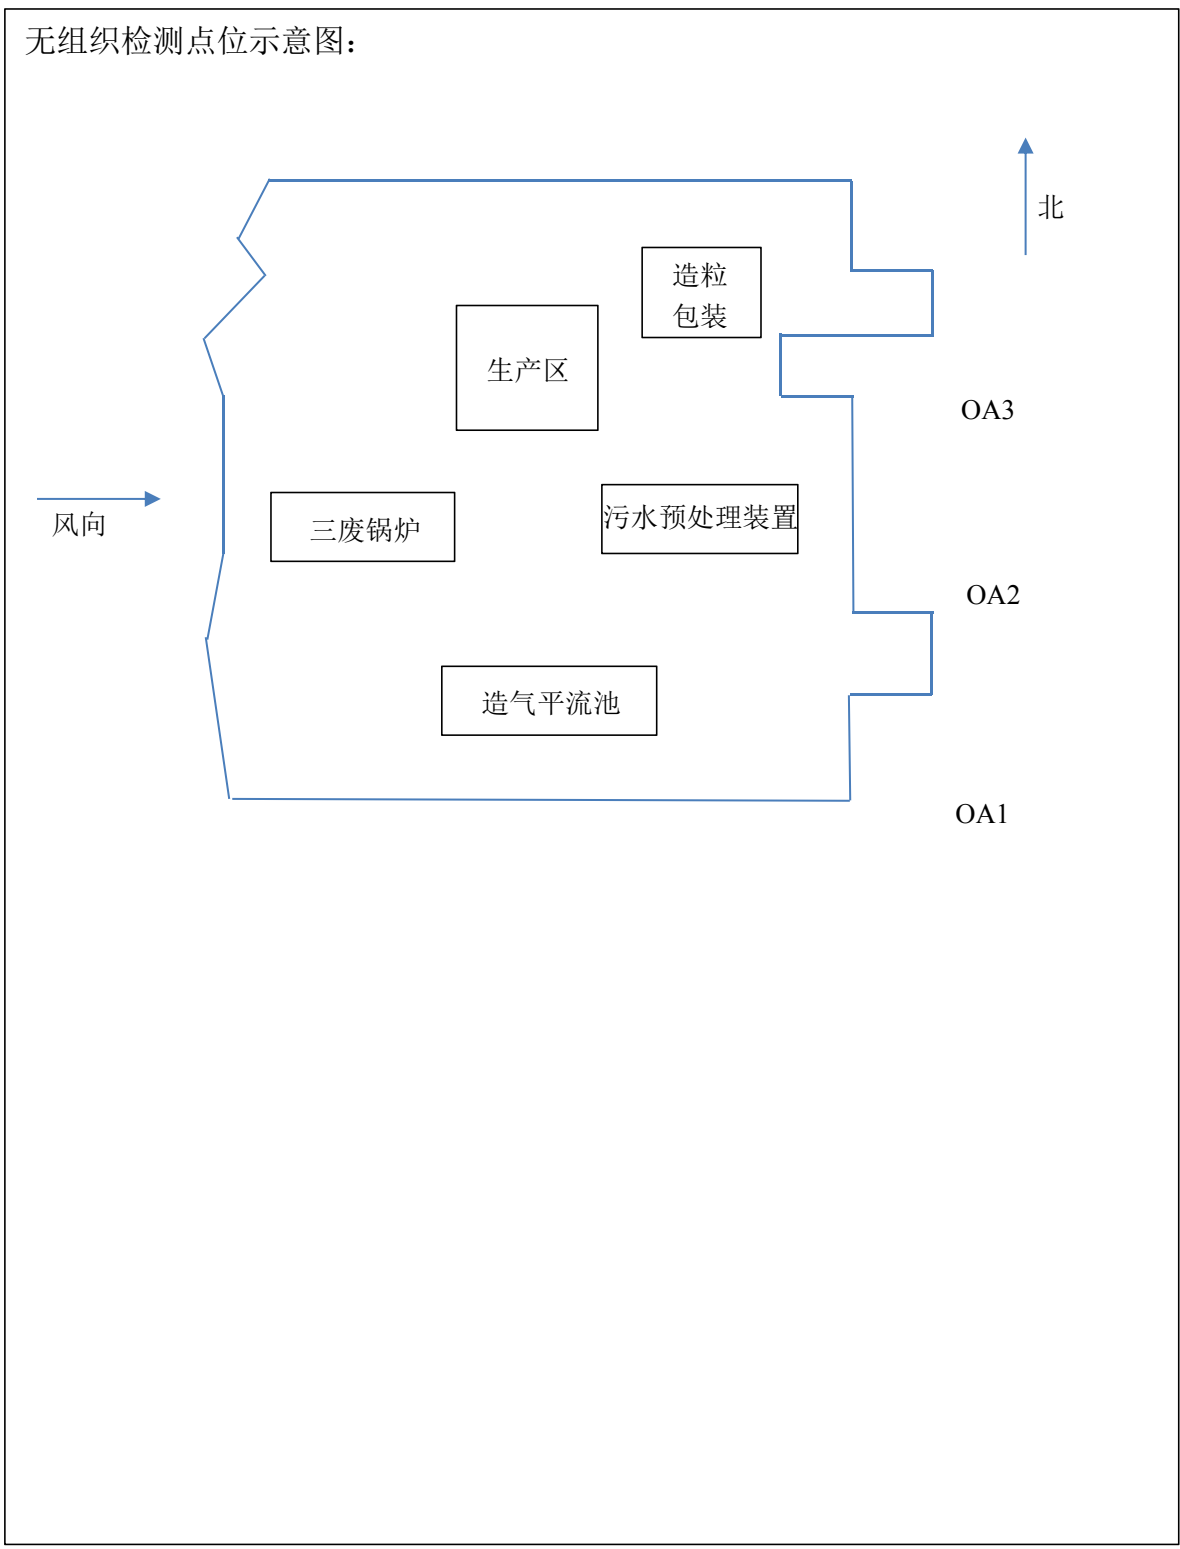 无组织检测点位示意图：
北
造粒
包装
生产区
OA3
风向
三废锅炉
污水预处理装置
OA2
造气平流池
OA1